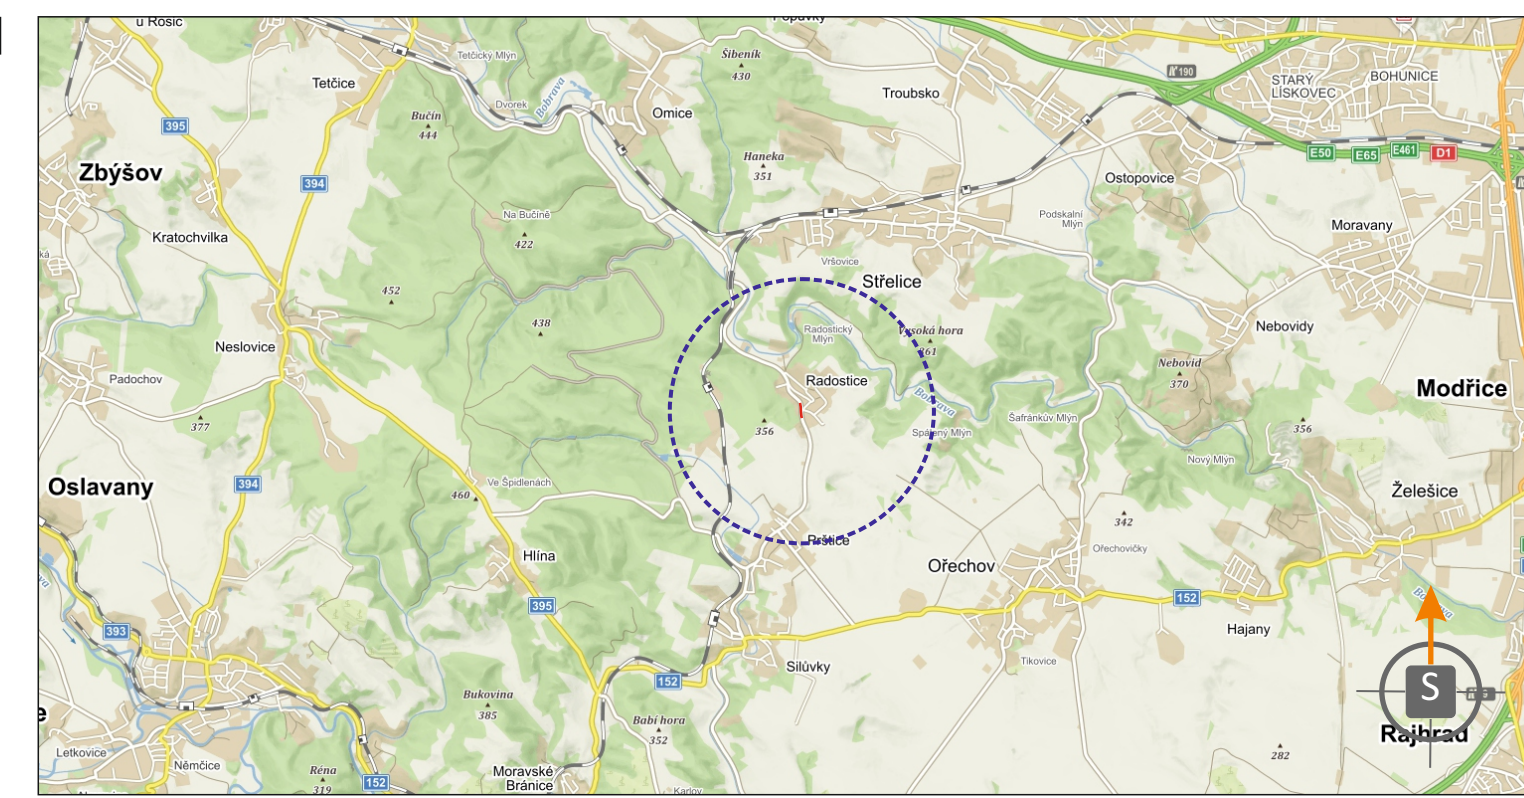 u Rosic
Popůvky
Tetčický Mlýn
Šibeník
430
190
STARÝ
LÍSKOVEC
BOHUNICE
Tetčice
Dvorek
Bobrava
Omice
Troubsko
395
Bučín
444
E50
E65
E461
D1
Zbýšov
394
Haneka
351
Ostopovice
Na Bučíně
422
Podskalní
Mlýn
Moravany
Kratochvilka
Vršovice
Střelice
452
438
Radostický
Mlýn
Vysoká hora
361
Nebovidy
Neslovice
Nebovid
370
Padochov
Radostice
Modřice
Bobrava
377
356
Spálený Mlýn
Šafránkův Mlýn
356
Nový Mlýn
Oslavany
394
Ve Špidlenách
460
Želešice
342
Prštice
Ořechovičky
Hlína
Ořechov
395
152
Bobrava
393
Hajany
Silůvky
Tikovice
152
S
Bukovina
385
Babí hora
352
Rajhrad
Letkovice
Němčice
282
Réna
319
152
Moravské
Bránice
Karlov